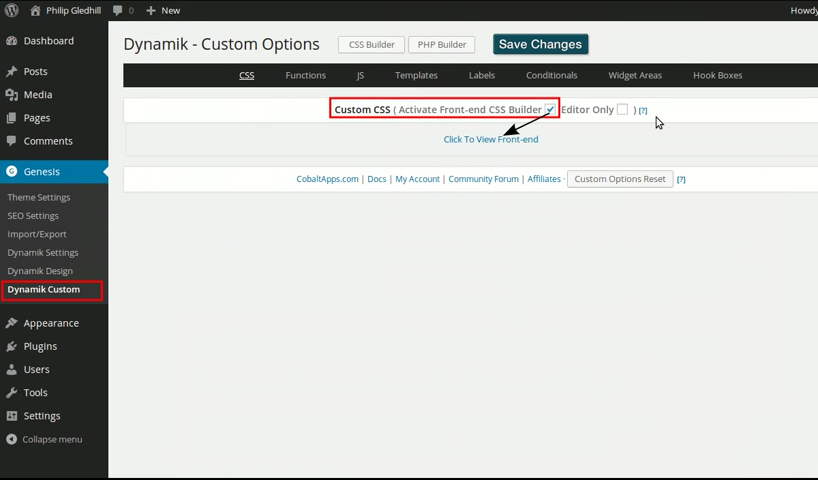 Philip Gledhill 0 New Howdy
Dashboard
Posts
Media
Pages
Comments
Genesis
Theme Settings
SEO Settings
Import/Export
Dynamik Settings
Dynamik Design
Dynamik Custom
Appearance
Plugins
Users
Tools
Settings
Collapse menu
Dynamik - Custom Options CSS Builder PHP Builder Save Changes
CSS Functions JS Templates Labels Conditionals Widget Areas Hook Boxes
Custom CSS ( Activate Front-end CSS Builder Editor Only ) [?]
Click To View Front-end
CobaltApps.com | Docs | My Account | Community Forum | Affiliates · Custom Options Reset [?]